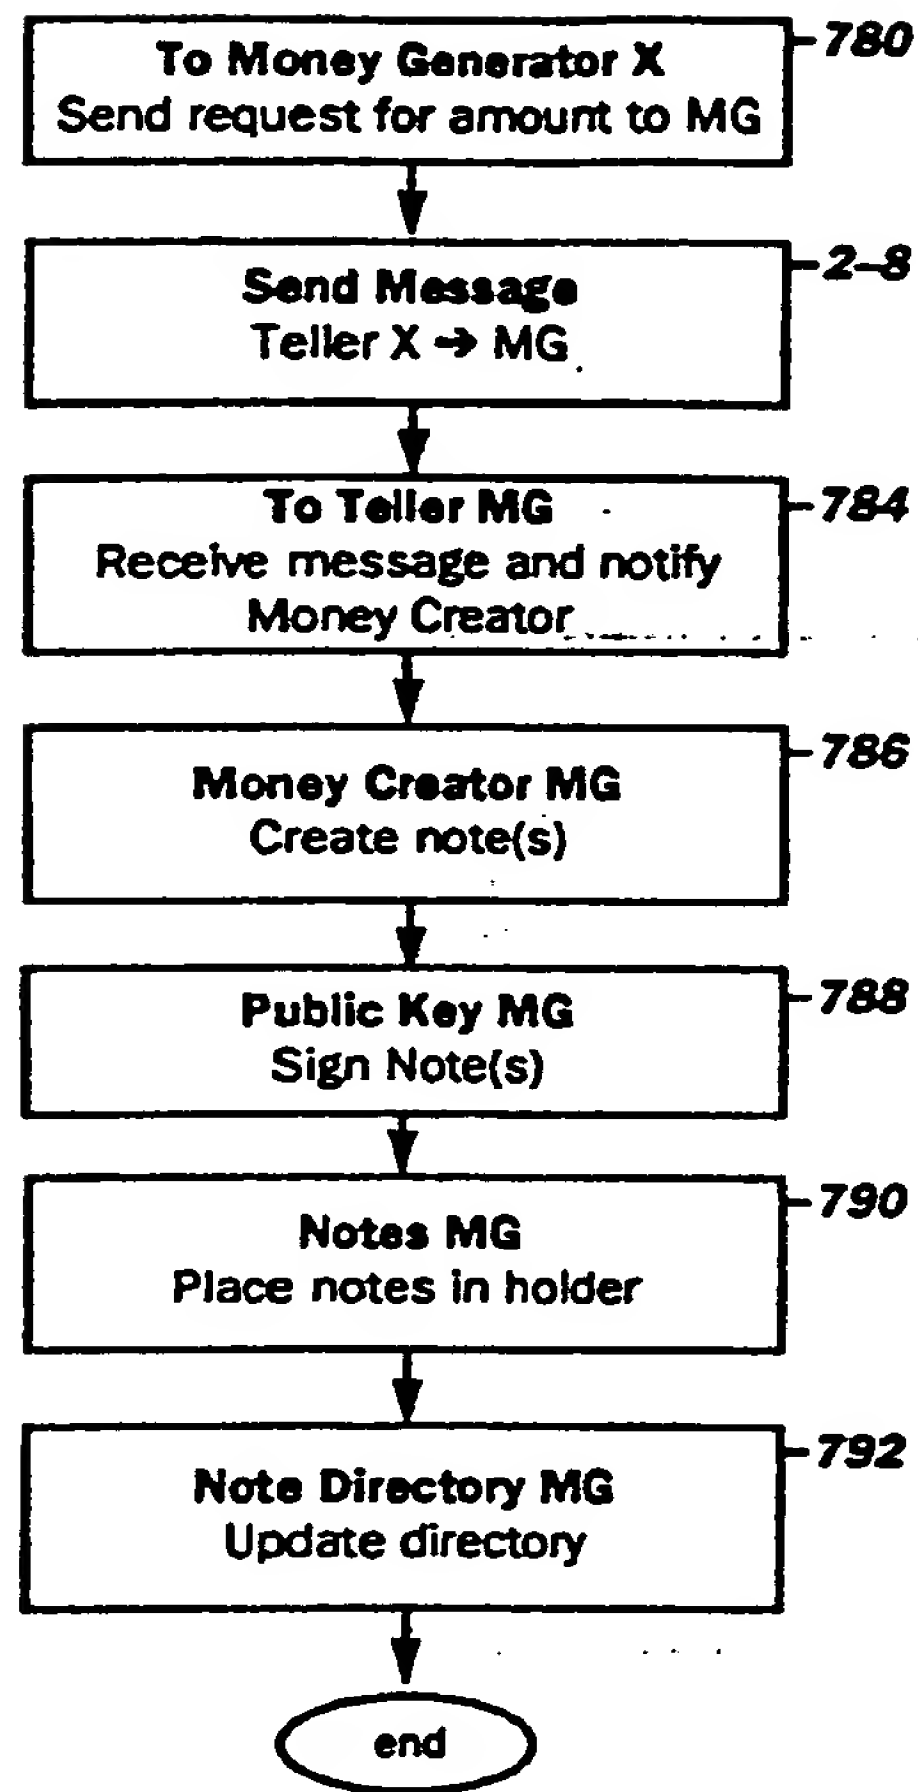 To Money Generator X
780
Send request for amount to MG
Send Message
2-8
Teller X → MG
To Teller MG
784
Receive message and notify
Money Creator
Money Creator MG
786
Create note(s)
Public Key MG
788
Sign Note(s)
Notes MG
790
Place notes in holder
Note Directory MG
792
Update directory
end